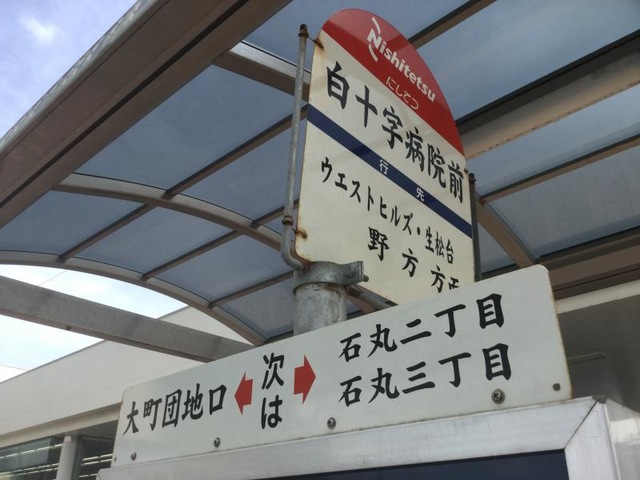 Nishitetsu
にしてつ
白十字病院前
行先
ウエストヒルズ・生松台
野方方面
大町団地口
次は
石丸二丁目
石丸三丁目